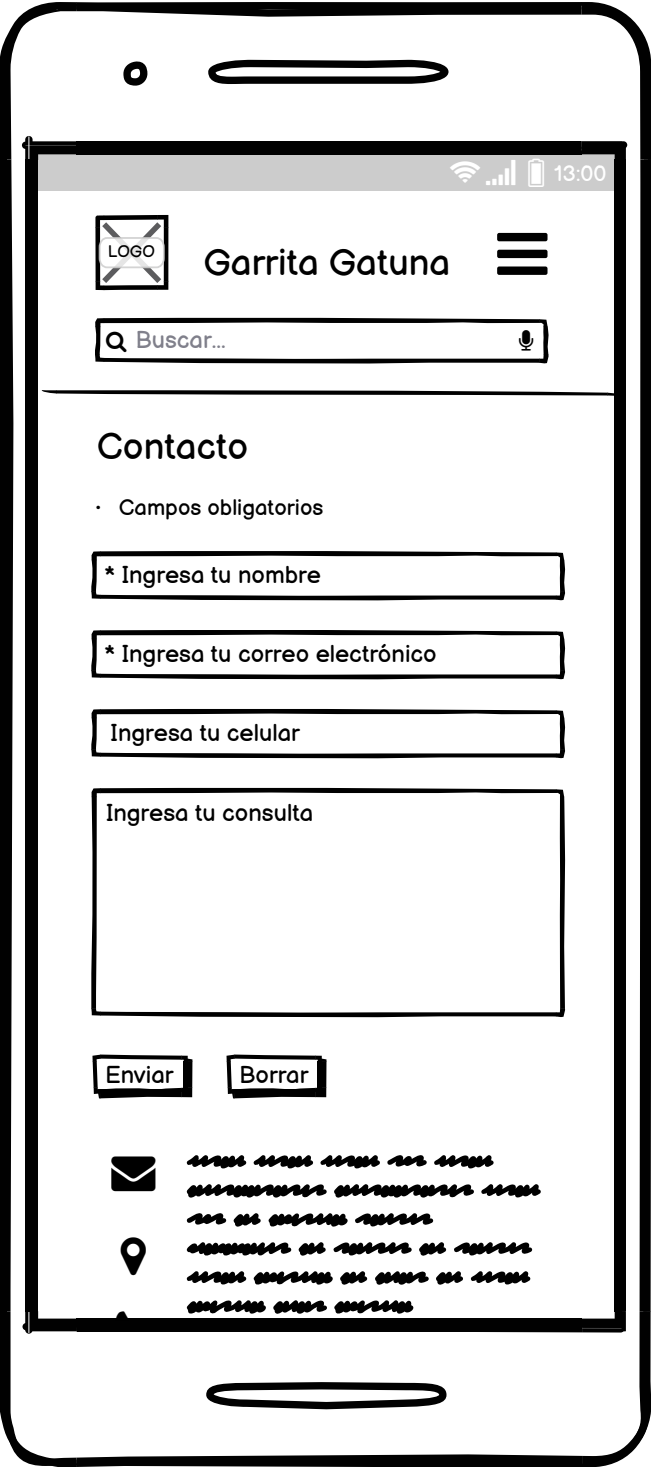 13:00
LOGO
Garrita Gatuna
Buscar...
Contacto
· Campos obligatorios
* Ingresa tu nombre
* Ingresa tu correo electrónico
Ingresa tu celular
Ingresa tu consulta
Enviar Borrar